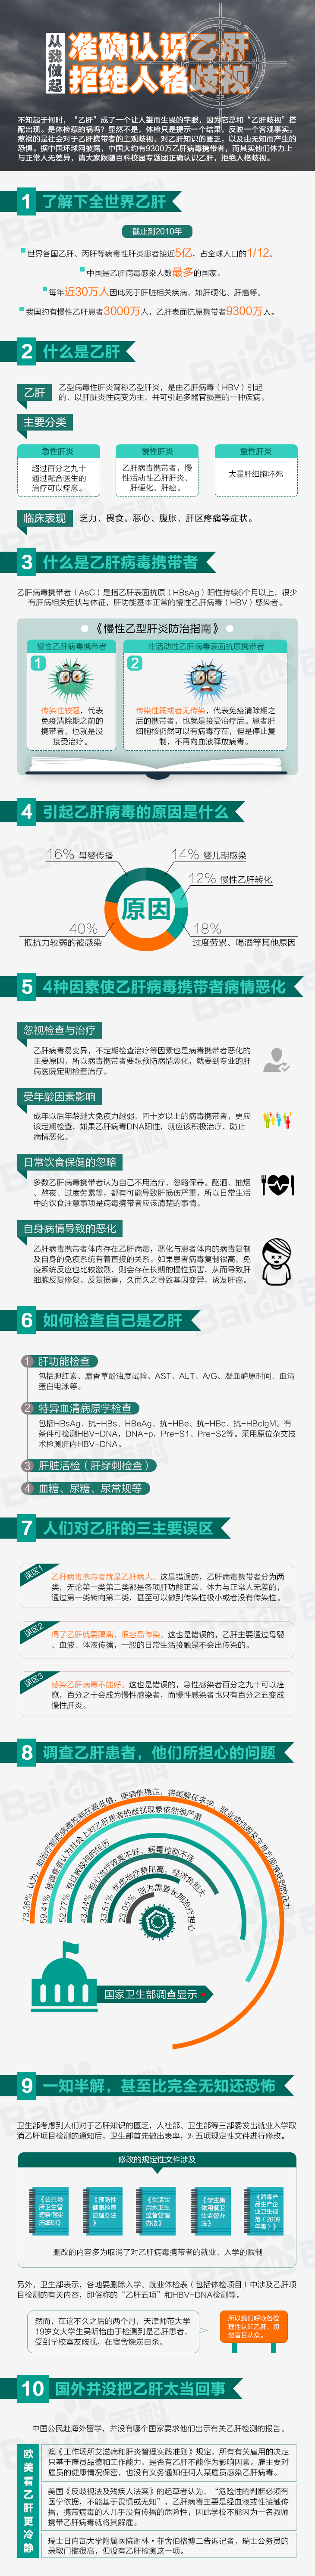 从我做起
准确认识乙肝
拒绝人格歧视
不知起于何时，“乙肝”成了一个让人望而生畏的字眼，因为它总和“乙肝歧视”搭
配出现。是体检惹的祸吗？显然不是，体检只是提示一个结果，反映一个客观事实。
惹祸的是社会对于乙肝携带者的主观歧视、对乙肝知识的匮乏，以及由无知而产生的
恐惧。据中国环球网披露，中国大约有9300万乙肝病毒携带者，而其实他们体力上
与正常人无差异，请大家跟随百科校园专题团正确认识乙肝，拒绝人格歧视。
1 了解下全世界乙肝
截止到2010年
世界各国乙肝、丙肝等病毒性肝炎患者接近5亿，占全球人口的1/12。
中国是乙肝病毒感染人数最多的国家。
每年近30万人因此死于肝脏相关疾病，如肝硬化、肝癌等。
我国约有慢性乙肝患者3000万人，乙肝表面抗原携带者9300万人。
2 什么是乙肝
乙肝
乙型病毒性肝炎简称乙型肝炎，是由乙肝病毒（HBV）引起
的、以肝脏炎性病变为主，并可引起多器官损害的一种疾病。
主要分类
急性肝炎
超过百分之九十
通过配合医生的
治疗可以痊愈。
慢性肝炎
乙肝病毒携带者，慢
性活动性乙肝肝炎、
肝硬化、肝癌。
重性肝炎
大量肝细胞坏死
临床表现 乏力、畏食、恶心、腹胀、肝区疼痛等症状。
3 什么是乙肝病毒携带者
乙肝病毒携带者（AsC）是指乙肝表面抗原（HBsAg）阳性持续6个月以上，很少
有肝病相关症状与体征，肝功能基本正常的慢性乙肝病毒（HBV）感染者。
《慢性乙型肝炎防治指南》
慢性乙肝病毒携带者
1
传染性较强，代表
免疫清除期之前的
携带者，也就是没
接受治疗。
非活动性乙肝病毒表面抗原携带者
2
传染性弱或者无传染，代表免疫清除期之
后的携带者，也就是接受治疗后。患者肝
细胞核仍然可以有病毒存在，但是停止复
制，不再向血液释放病毒。
4 引起乙肝病毒的原因是什么
16% 母婴传播
14% 婴儿期感染
12% 慢性乙肝转化
原因
40%
抵抗力较弱的被感染
18%
过度劳累、喝酒等其他原因
5 4种因素使乙肝病毒携带者病情恶化
忽视检查与治疗
乙肝病毒易变异，不定期检查治疗等因素也是病毒携带者恶化的
主要原因，所以病毒携带者要想预防病情恶化，就要到专业的肝
病医院定期检查治疗。
受年龄因素影响
成年以后年龄越大免疫力越弱，四十岁以上的病毒携带者，更应
该定期检查，如果乙肝病毒DNA阳性，就应该积极治疗，防止
病情恶化。
日常饮食保健的忽略
多数乙肝病毒携带者认为自己不用治疗，忽略保养。酗酒、抽烟
、熬夜、过度劳累等，都有可能导致肝损伤严重，所以日常生活
中的饮食注意事项是病毒携带者应该清楚的事情。
自身病情导致的恶化
乙肝病毒携带者体内存在乙肝病毒，恶化与患者体内的病毒复制
及自身的免疫系统有着直接的关系。如果患者病毒复制很高，免
疫系统反应也比较激烈，则会存在长期的慢性损害，从而导致肝
细胞反复修复、反复损害，久而久之导致基因变异，诱发肝癌。
6 如何检查自己是乙肝
1 肝功能检查
包括胆红素、麝香草酚浊度试验、AST、ALT、A/G、凝血酶原时间、血清
蛋白电泳等。
2 特异血清病原学检查
包括HBsAg、抗-HBs、HBeAg、抗-HBe、抗-HBc、抗-HBcIgM。有
条件可检测HBV-DNA，DNA-p，Pre-S1、Pre-S2等。采用原位杂交技
术检测肝内HBV-DNA。
3 肝脏活检（肝穿刺检查）
4 血糖、尿糖、尿常规等
7 人们对乙肝的三主要误区
误区1
乙肝病毒携带者就是乙肝病人。这是错误的，乙肝病毒携带者分为两
类，无论第一类第二类都是各项肝功能正常、体力与正常人无差的，
通过第一类转向第二类，甚至可以做到传染性极小或者没有传染性。
误区2
得了乙肝就要隔离，很容易传染。这也是错误的，乙肝主要通过母婴
、血液、体液传播，一般的日常生活接触是不会出传染的。
误区3
感染乙肝病毒不能好。这也是错误的，急性感染者百分之九十可以痊
愈，百分之十会成为慢性感染者，而慢性感染者也只有百分之五变成
慢性肝炎。
8 调查乙肝患者，他们所担心的问题
73.36% 认为，如治疗能把病毒控制在最低值，使病情稳定，将缓解在求学、就业或结婚及生育方面感受到的压力
59.41% 被调查者认为社会上对乙肝患者的歧视现象依然很严重
52.77% 有过被歧视的经历
43.44% 担心治疗效果不好，病毒控制不佳
33.51% 忧虑治疗费用高，经济负担大
23.04% 则为需要长期治疗担心
国家卫生部调查显示
9 一知半解，甚至比完全无知还恐怖
卫生部考虑到人们对于乙肝知识的匮乏，人社部、卫生部等三部委发出就业入学取
消乙肝项目检测的通知后，卫生部首先做出表率，对五项规定性文件进行修改。
修改的规定性文件涉及
《公共场
所卫生管
理条例实
施细则》
《预防性
健康检查
管理办法
》
《生活饮
用水卫生
监督管理
办法》
《学生集
体用餐卫
生监督办
法》
《消毒产
品生产企
业卫生规
范（2009
年版）》
删改的内容多为取消了对乙肝病毒携带者的就业、入学的限制
另外，卫生部表示，各地要删除入学、就业体检表（包括体检项目）中涉及乙肝项
目检测的有关内容，即俗称的“乙肝五项”和HBV-DNA检测等。
然而，在这不久之后的两个月，天津师范大学
19岁女大学生吴昕怡由于检测到是乙肝患者，
受到学校室友歧视，在宿舍烧炭自杀。
所以我们呼唤各位
理性认知乙肝，切
勿盲目从众。
10 国外并没把乙肝太当回事
中国公民赴海外留学，并没有哪个国家要求他们出示有关乙肝检测的报告。
欧美看乙肝更冷静
澳《工作场所艾滋病和肝炎管理实践准则》规定，所有有关雇用的决定
只基于雇员品德和工作能力，是否有乙肝不能作为影响因素。雇主要对
雇员的健康情况保密，也没有义务通知任何人某雇员感染乙肝病毒。
美国《反歧视法及残疾人法案》的起草者认为，“危险性的判断必须有
医学依据，不能基于畏惧或无知”，乙肝病毒主要是经血液或性接触传
播，携带病毒的人几乎没有传播的危险性，因此学校不能因为一名教师
携带乙肝病毒就将其解雇。
瑞士日内瓦大学附属医院谢林·菲舍伯格博二告诉记者，瑞士公务员的
录取门槛很高，但没有乙肝检测这一项。